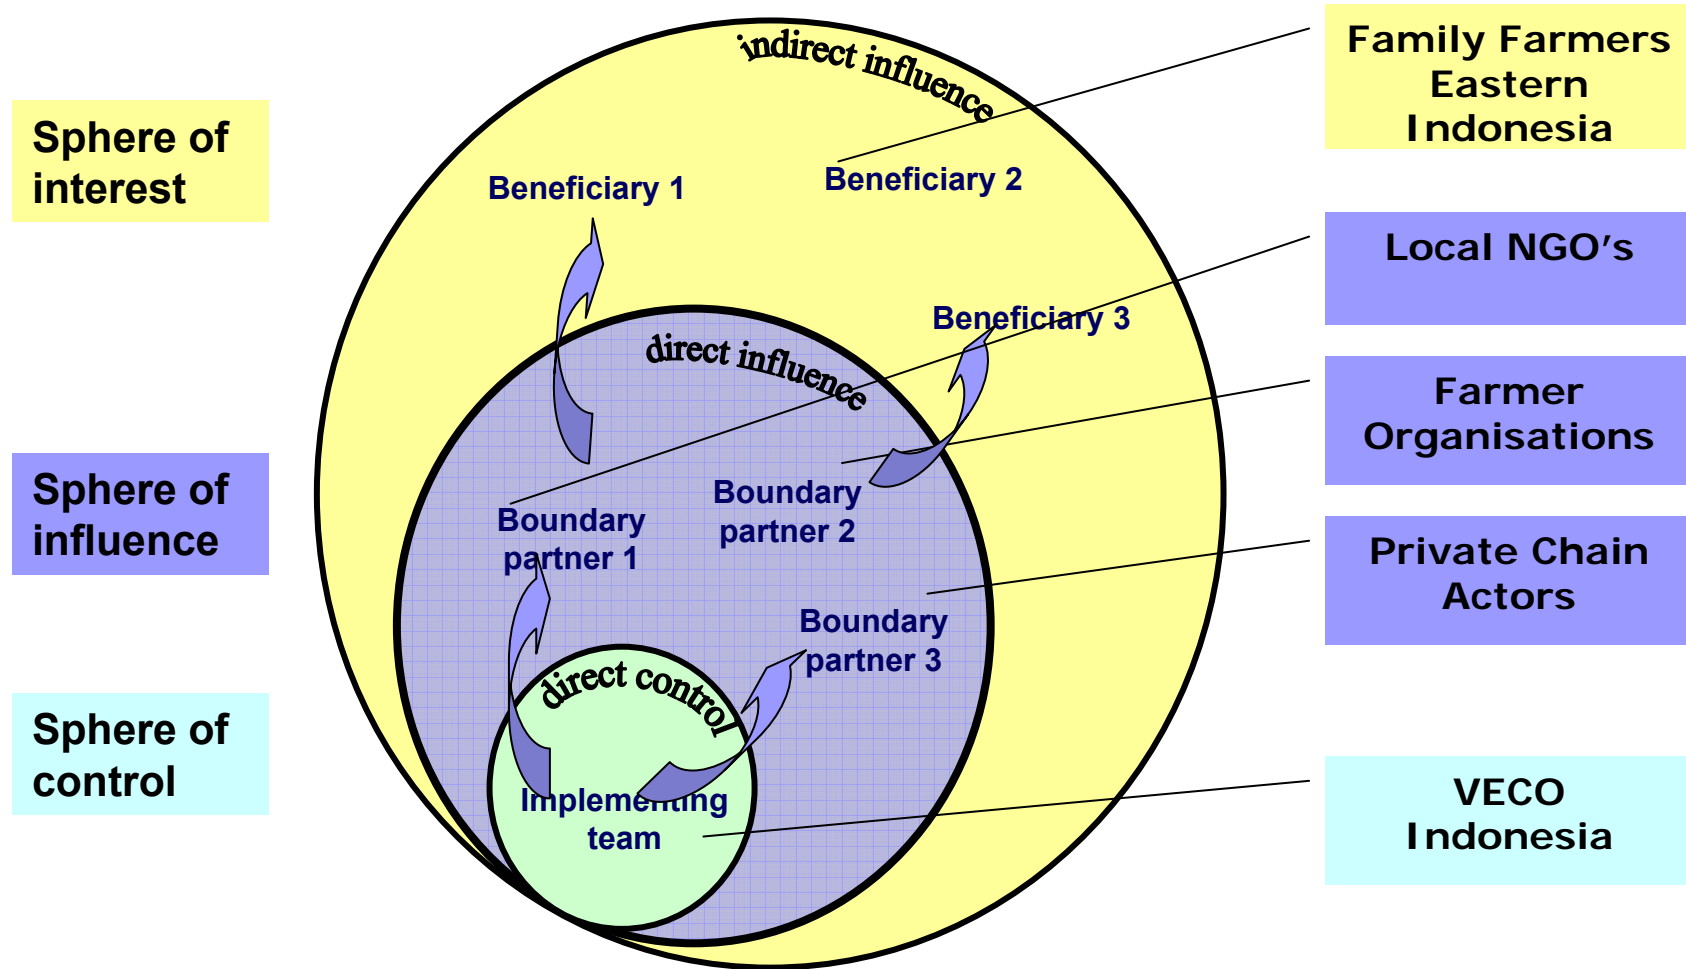 Sphere of
interest
Sphere of
influence
Sphere of
control
indirect influence
Beneficiary 1
Beneficiary 2
Beneficiary 3
direct influence
Boundary
partner 1
Boundary
partner 2
Boundary
partner 3
direct control
Implementing
team
Family Farmers
Eastern
Indonesia
Local NGO's
Farmer
Organisations
Private Chain
Actors
VECO
Indonesia